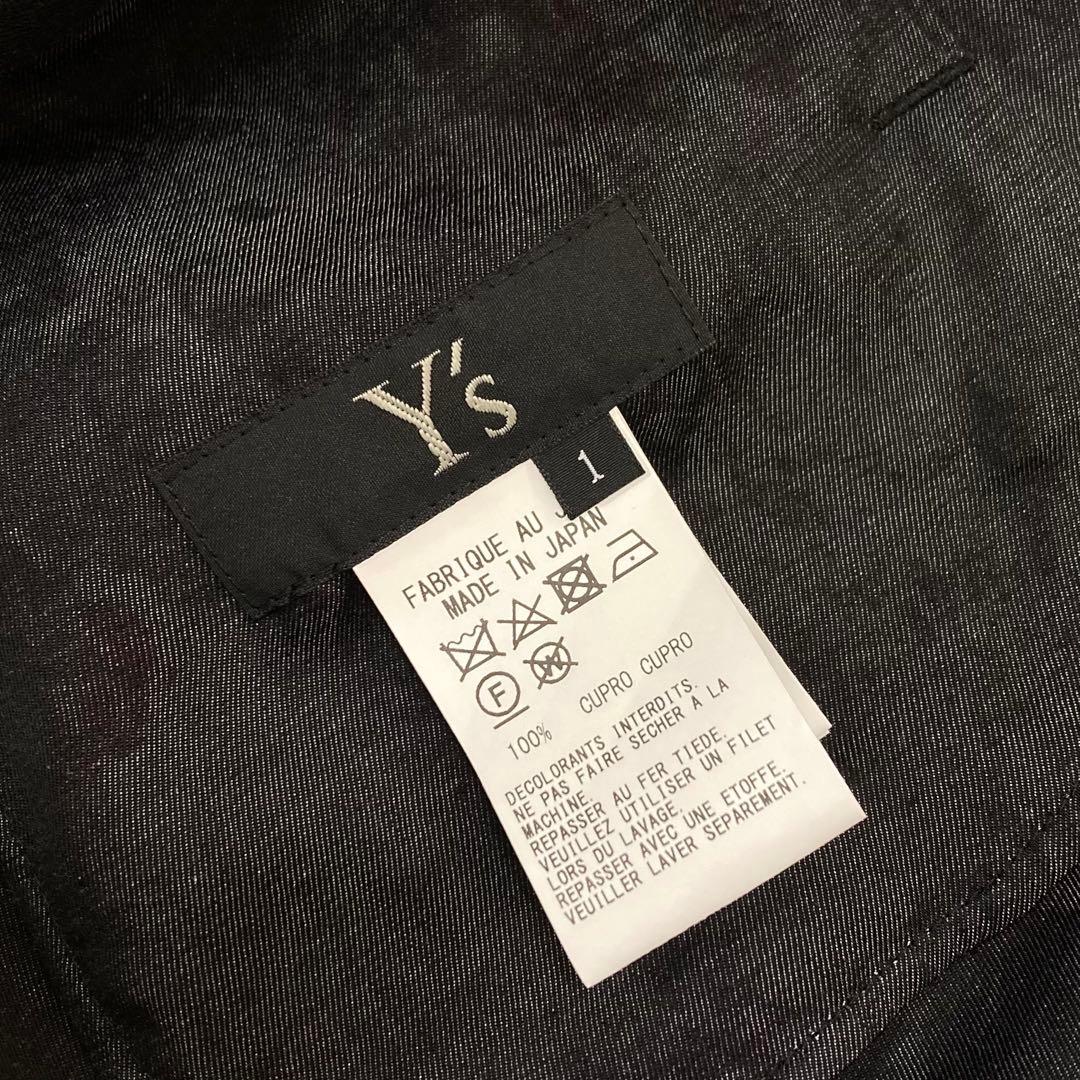 Y's
1
FABRIQUE AU
MADE IN JAPAN
F W
100% CUPRO CUPRO
DECOLORANTS INTERDITS.
NE PAS FAIRE SECHER À LA
MACHINE.
REPASSER AU FER TIEDE.
VEUILLEZ UTILISER UN FILET
LORS DU LAVAGE.
REPASSER AVEC UNE ETOFFE.
VEUILLER LAVER SEPAREMENT.